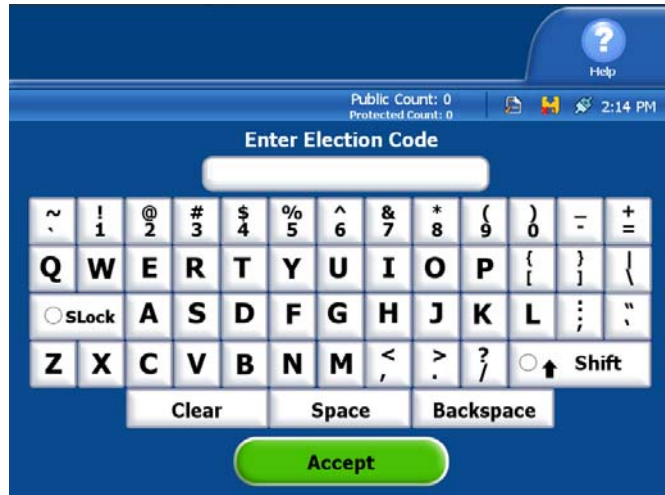 ?
Help
Public Count: 0
Protected Count: 0
2:14 PM
Enter Election Code
~ ! @ # $ % ^ & * ( ) _ +
` 1 2 3 4 5 6 7 8 9 0 - =
Q W E R T Y U I O P { } |
[ ] \
SLock A S D F G H J K L : "
; '
Z X C V B N M < > ? Shift
, . /
Clear Space Backspace
Accept